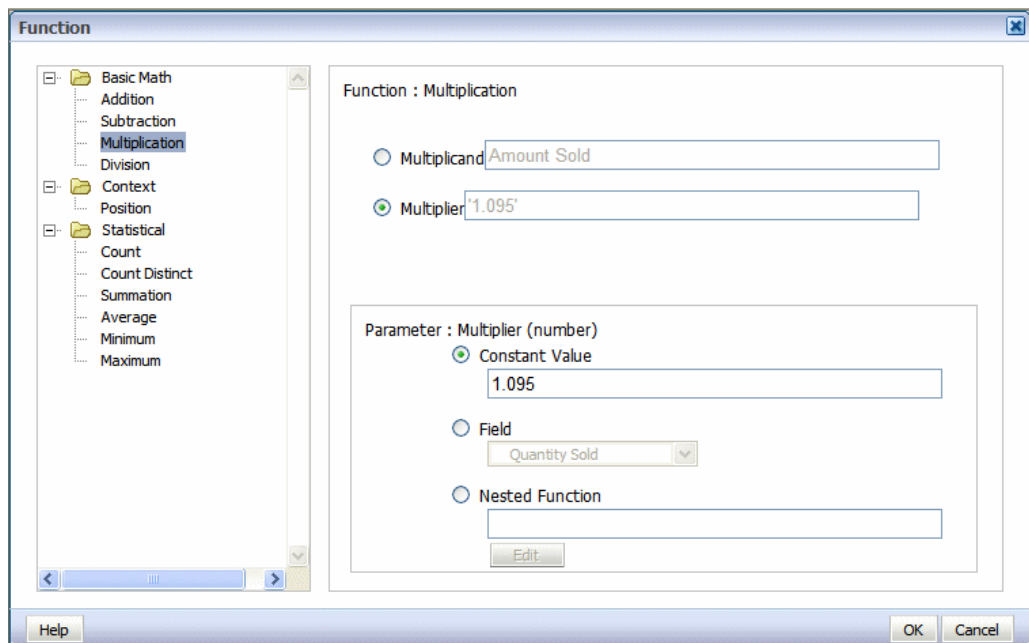 Function
Basic Math
Addition
Subtraction
Multiplication
Division
Context
Position
Statistical
Count
Count Distinct
Summation
Average
Minimum
Maximum
Function : Multiplication
Multiplicand Amount Sold
Multiplier '1.095'
Parameter : Multiplier (number)
Constant Value
1.095
Field
Quantity Sold
Nested Function
Edit
Help
OK Cancel